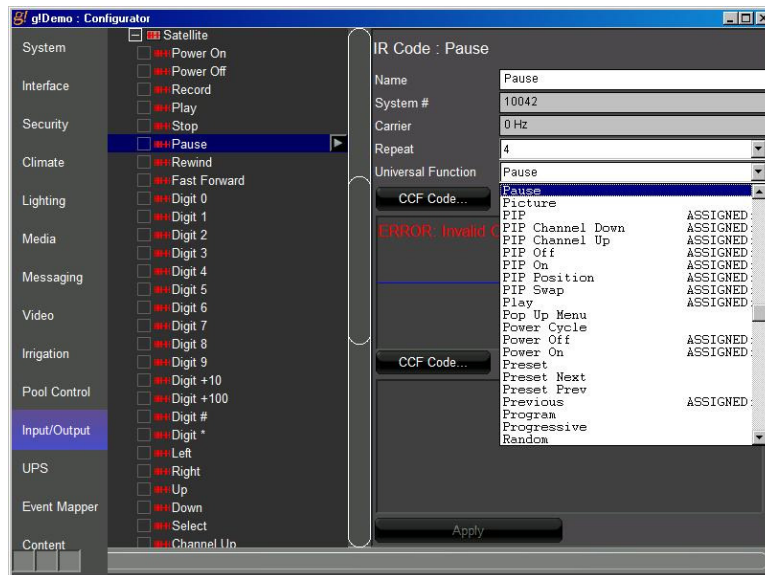 g! g!Demo : Configurator
System
Interface
Security
Climate
Lighting
Media
Messaging
Video
Irrigation
Pool Control
Input/Output
UPS
Event Mapper
Content
Satellite
Power On
Power Off
Record
Play
Stop
Pause
Rewind
Fast Forward
Digit 0
Digit 1
Digit 2
Digit 3
Digit 4
Digit 5
Digit 6
Digit 7
Digit 8
Digit 9
Digit +10
Digit +100
Digit #
Digit *
Left
Right
Up
Down
Select
Channel Up
IR Code : Pause
Name Pause
System # 10042
Carrier 0 Hz
Repeat 4
Universal Function Pause
CCF Code...
ERROR: Invalid C
Pause
Picture
PIP ASSIGNED:
PIP Channel Down ASSIGNED:
PIP Channel Up ASSIGNED:
PIP Off ASSIGNED:
PIP On ASSIGNED:
PIP Position ASSIGNED:
PIP Swap ASSIGNED:
Play ASSIGNED:
Pop Up Menu
Power Cycle
Power Off ASSIGNED:
Power On ASSIGNED:
Preset
Preset Next
Preset Prev
Previous ASSIGNED:
Program
Progressive
Random
CCF Code...
Apply